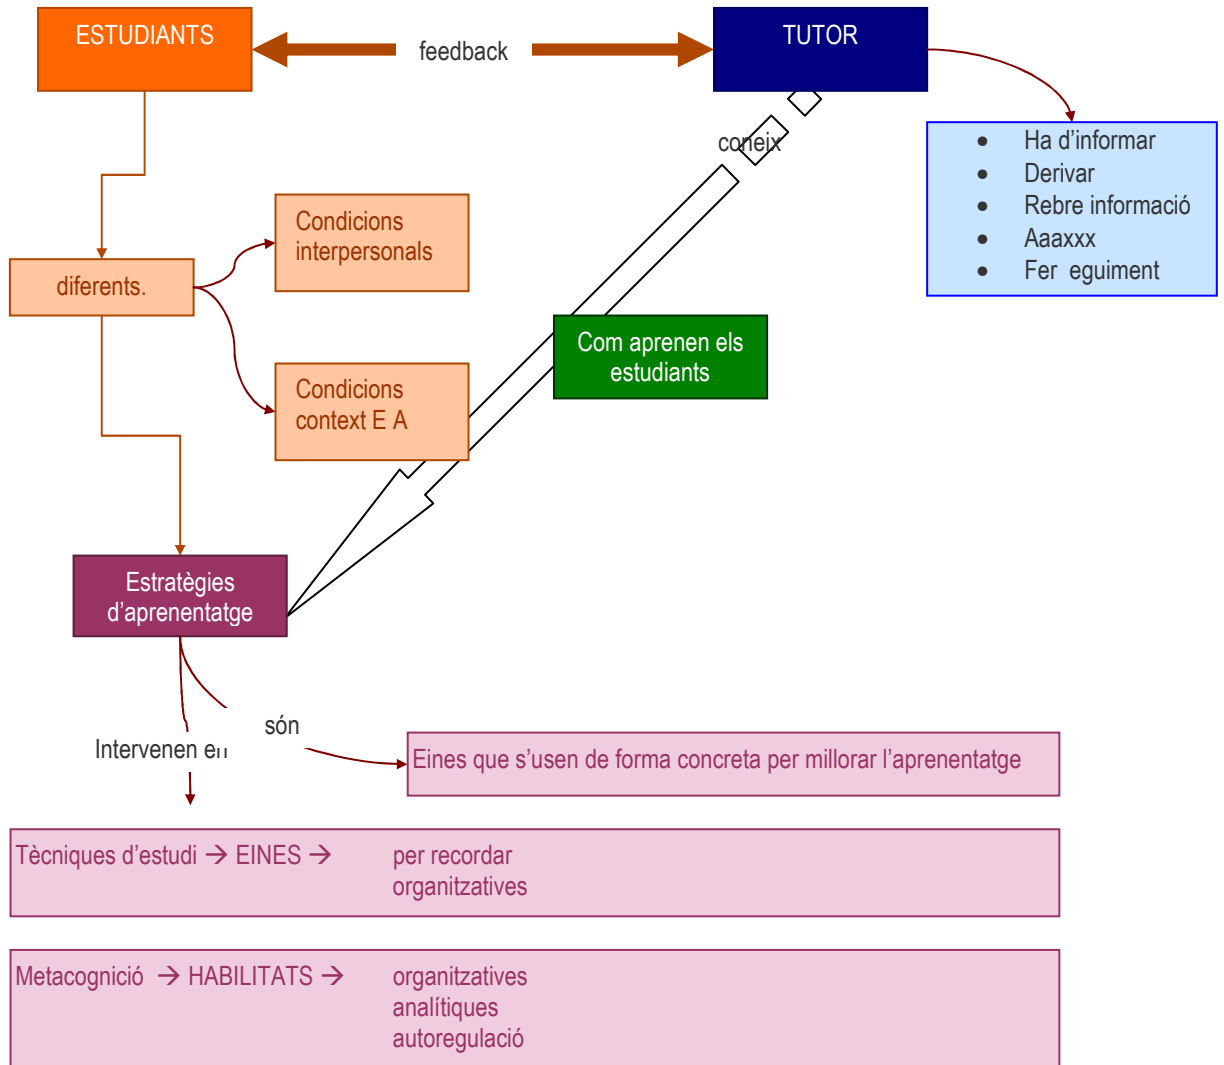 ESTUDIANTS
feedback
TUTOR
coneix
• Ha d’informar
• Derivar
• Rebre informació
• Aaaxxx
• Fer eguiment
Condicions
interpersonals
diferents.
Com aprenen els
estudiants
Condicions
context E A
Estratègies
d’aprenentatge
són
Intervenen en
Eines que s’usen de forma concreta per millorar l’aprenentatge
Tècniques d’estudi → EINES → per recordar
organitzatives
Metacognició → HABILITATS → organitzatives
analítiques
autoregulació